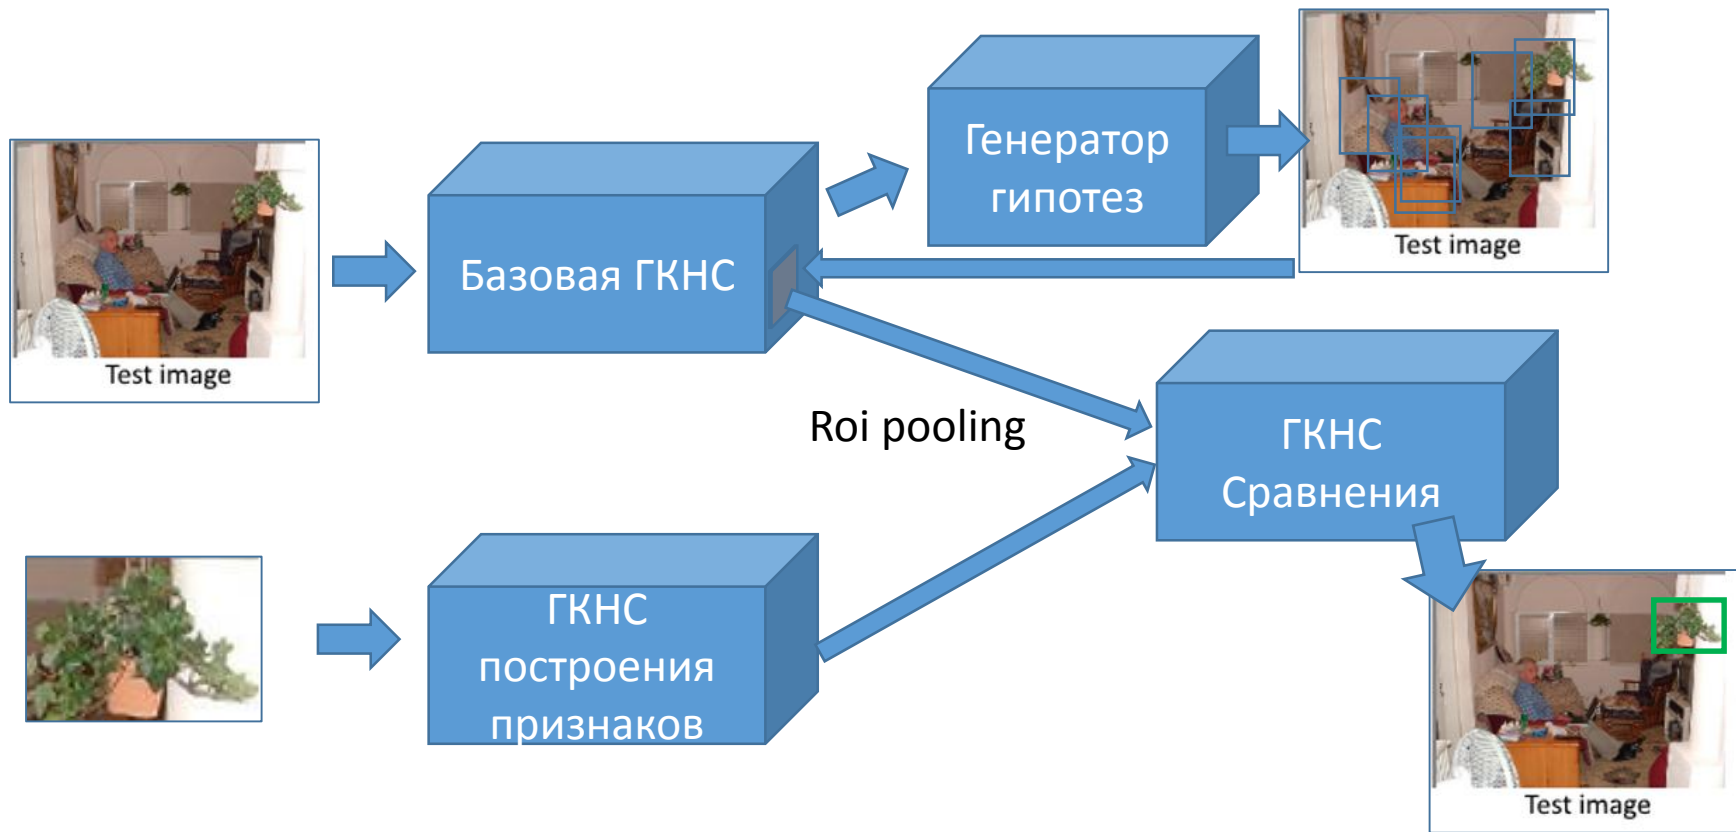 Генератор
гипотез
Test image
Базовая ГКНС
Test image
Roi pooling
ГКНС
Сравнения
ГКНС
построения
признаков
Test image